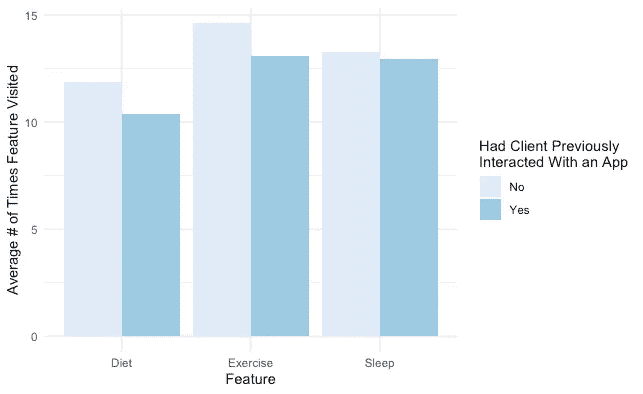 15
10
5
0
Average # of Times Feature Visited
Diet
Exercise
Sleep
Feature
Had Client Previously
Interacted With an App
No
Yes